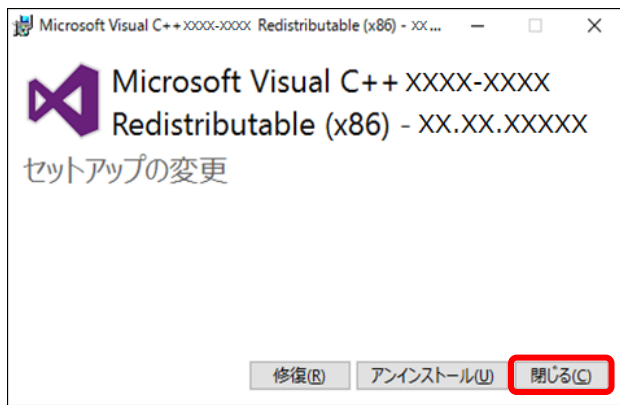 Microsoft Visual C++ XXXX-XXXX Redistributable (x86) - XX...
Microsoft Visual C++ XXXX-XXXX
Redistributable (x86) - XX.XX.XXXXX
セットアップの変更
修復(R) アンインストール(U) 閉じる(C)